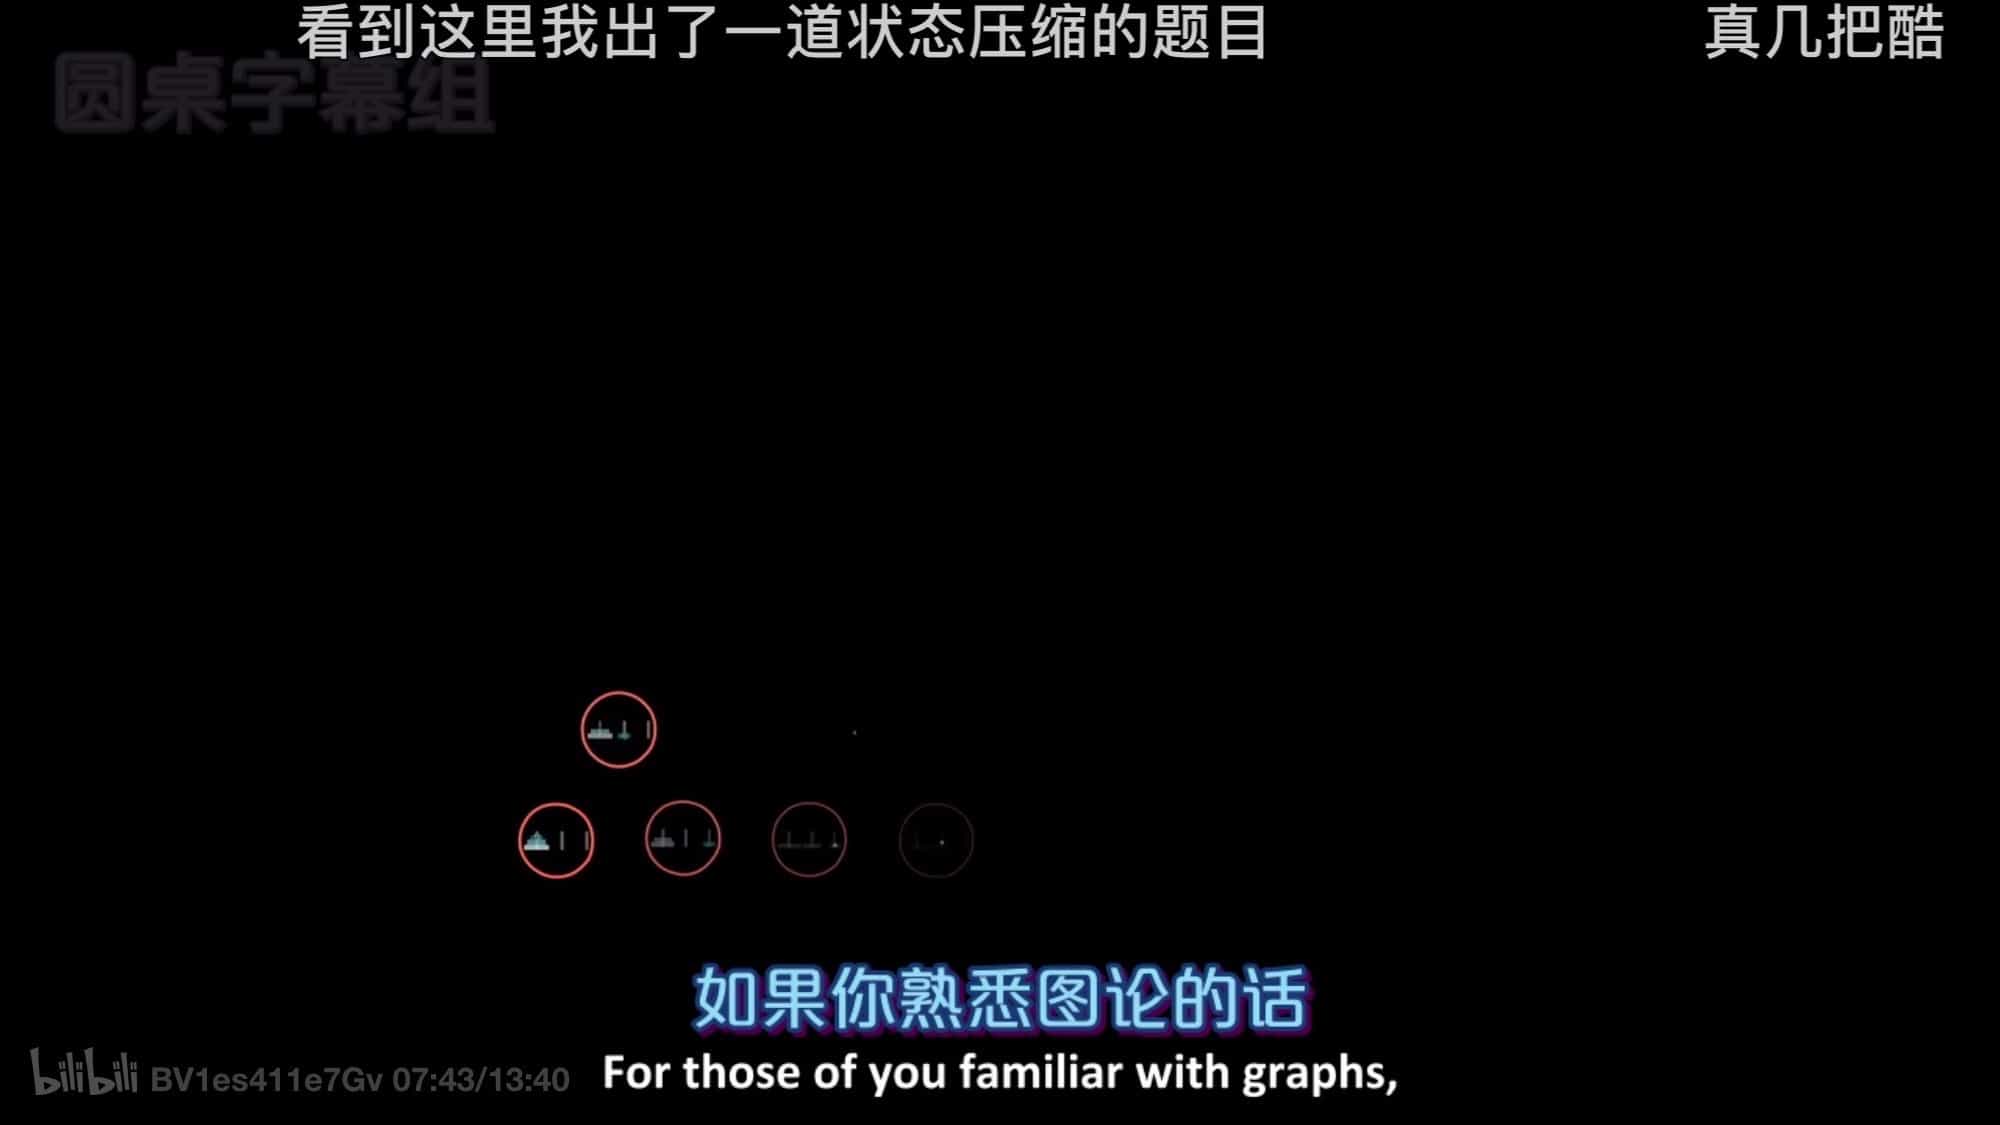 看到这里我出了一道状态压缩的题目 真几把酷
圆桌字幕组
如果你熟悉图论的话
For those of you familiar with graphs,
bilibili BV1es411e7Gv 07:43/13:40